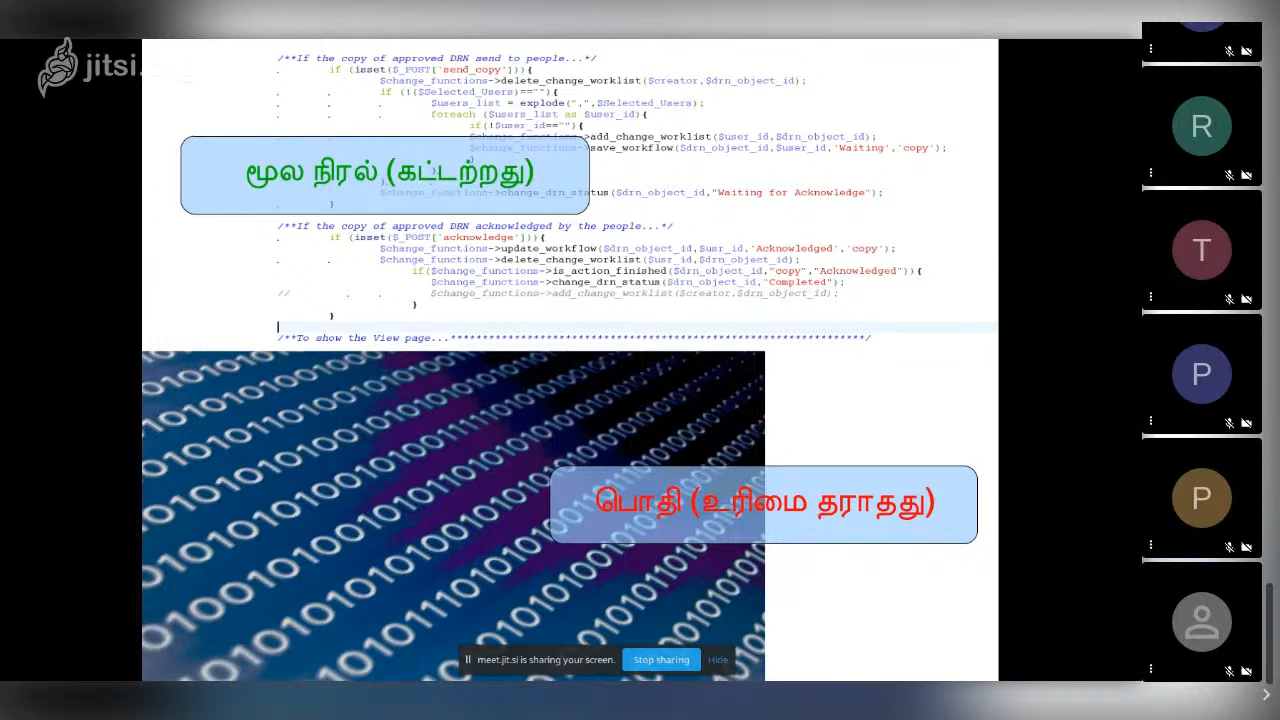 jitsi.
/**If the copy of approved DRN send to people...*/
if (isset($_POST['send_copy'])){
$change_functions->delete_change_worklist($creator,$drn_object_id);
if (!($Selected_Users)==""){
$users_list = explode(",",$Selected_Users);
foreach ($users_list as $user_id){
if(!$user_id==""){
->add_change_worklist($user_id,$drn_object_id);
->save_workflow($drn_object_id,$user_id,'Waiting','copy');
}
மூல நிரல் (கட்டற்றது)
$change_functions->change_drn_status($drn_object_id,"Waiting for Acknowledge");
}
/**If the copy of approved DRN acknowledged by the people...*/
if (isset($_POST['acknowledge'])){
$change_functions->update_workflow($drn_object_id,$usr_id,'Acknowledged','copy');
$change_functions->delete_change_worklist($usr_id,$drn_object_id);
if($change_functions->is_action_finished($drn_object_id,"copy","Acknowledged")){
$change_functions->change_drn_status($drn_object_id,"Completed");
// $change_functions->add_change_worklist($creator,$drn_object_id);
}
}
/**To show the View page...*****************************************************************/
பொதி (உரிமை தராதது)
meet.jit.si is sharing your screen. Stop sharing Hide
R
T
P
P